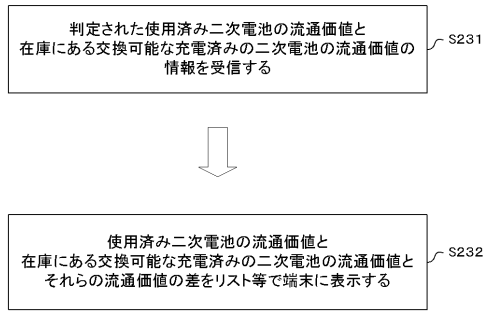 判定された使用済み二次電池の流通価値と
在庫にある交換可能な充電済みの二次電池の流通価値の
情報を受信する
S231
使用済み二次電池の流通価値と
在庫にある交換可能な充電済みの二次電池の流通価値と
それらの流通価値の差をリスト等で端末に表示する
S232